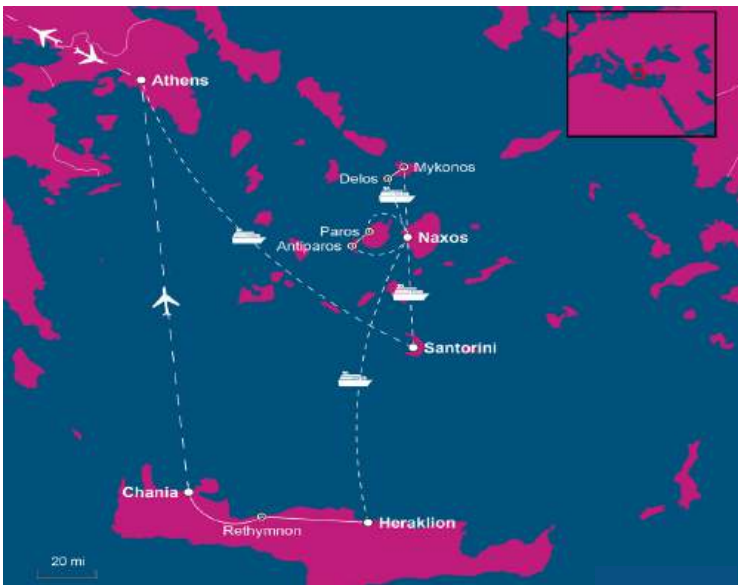 Athens
Mykonos
Delos
Paros
Naxos
Antiparos
Santorini
Chania
Heraklion
Rethymnon
20 mi